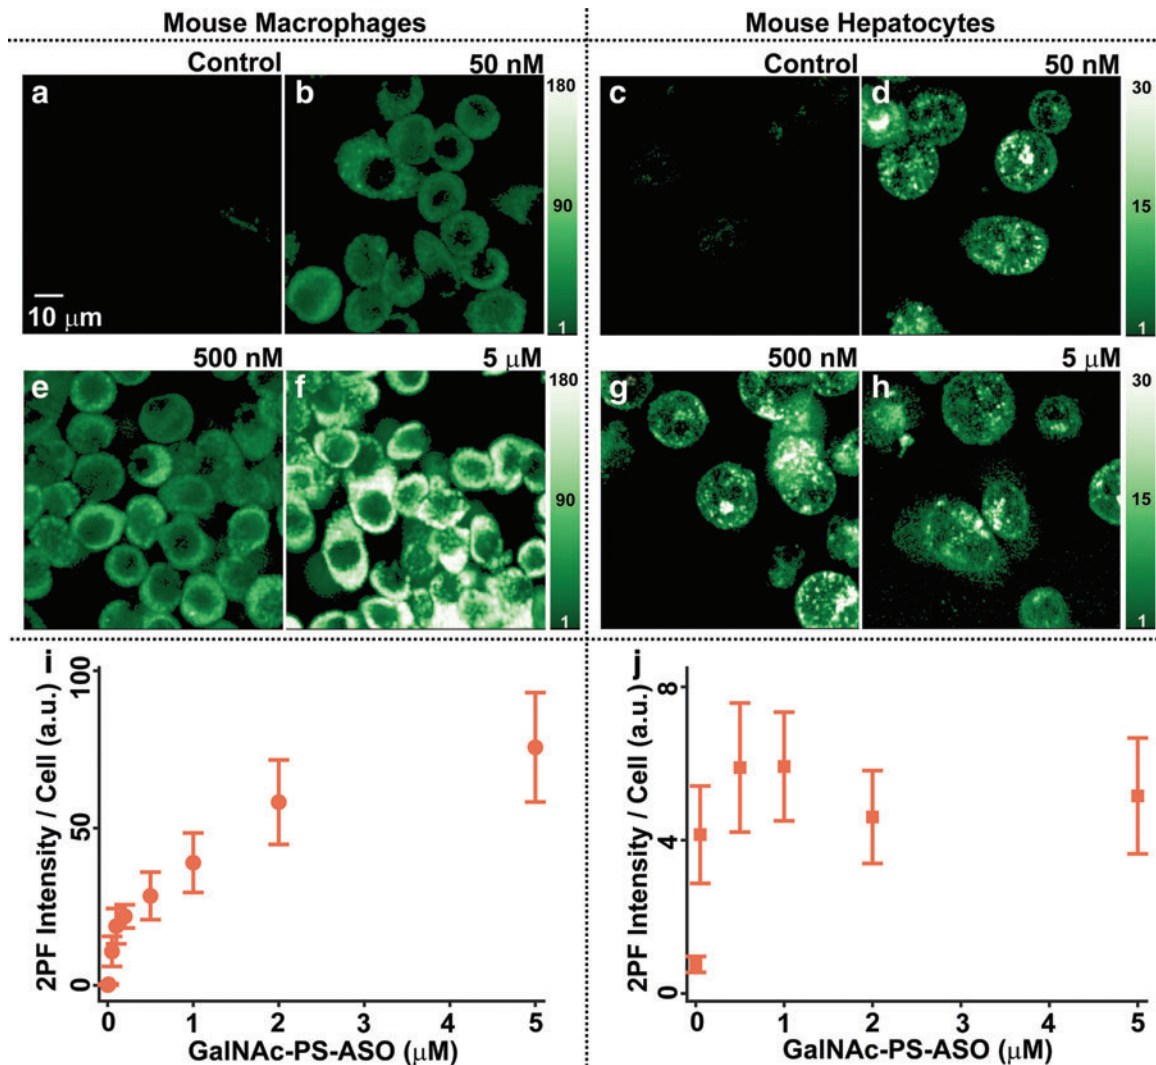 Mouse Macrophages
Mouse Hepatocytes
Control
50 nM
Control
50 nM
a
b
c
d
180
90
1
30
15
1
10 μm
500 nM
5 μM
500 nM
5 μM
e
f
g
h
180
90
1
30
15
1
i
j
100
50
0
2PF Intensity / Cell (a.u.)
0 1 2 3 4 5
GalNAc-PS-ASO (μM)
8
4
0
2PF Intensity / Cell (a.u.)
0 1 2 3 4 5
GalNAc-PS-ASO (μM)